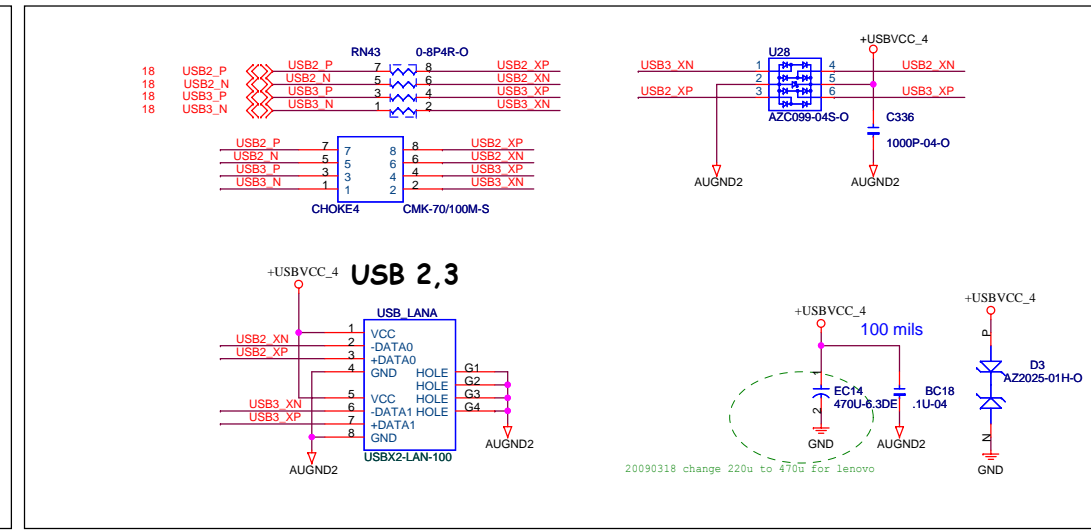 RN43 0-8P4R-O
18 USB2_P USB2_P 7 8 USB2_XP
18 USB2_N USB2_N 5 6 USB2_XN
18 USB3_P USB3_P 3 4 USB3_XP
18 USB3_N USB3_N 1 2 USB3_XN
USB2_P 7 7 8 8 USB2_XP
USB2_N 5 5 6 6 USB2_XN
USB3_P 3 3 4 4 USB3_XP
USB3_N 1 1 2 2 USB3_XN
CHOKE4 CMK-70/100M-S
+USBVCC_4
U28
USB3_XN 1 4 USB2_XN
2 5
USB2_XP 3 6 USB3_XP
AZC099-04S-O
C336
1000P-04-O
AUGND2 AUGND2
+USBVCC_4 USB 2,3
USB_LANA
1 VCC
USB2_XN 2 -DATA0
USB2_XP 3 +DATA0
4 GND HOLE G1
HOLE G2
5 VCC HOLE G3
USB3_XN 6 -DATA1 HOLE G4
USB3_XP 7 +DATA1
8 GND
USBX2-LAN-100
AUGND2 AUGND2
+USBVCC_4
100 mils
1
EC14
470U-6.3DE
2
BC18
.1U-04
GND AUGND2
20090318 change 220u to 470u for lenovo
+USBVCC_4
P
D3
AZ2025-01H-O
N
GND